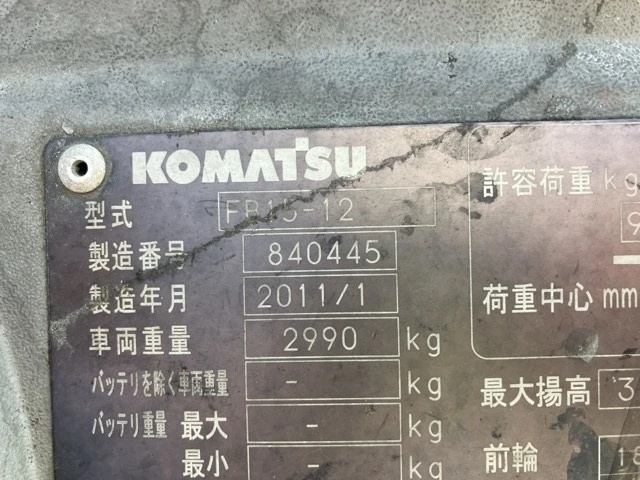 KOMATSU
型式 FB15-12
製造番号 840445
製造年月 2011/1
車両重量 2990 kg
バッテリを除く車両重量 - kg
バッテリ重量 最大 - kg
最小 - kg
許容荷重 kg
9
荷重中心 mm
最大揚高 3
前輪 18